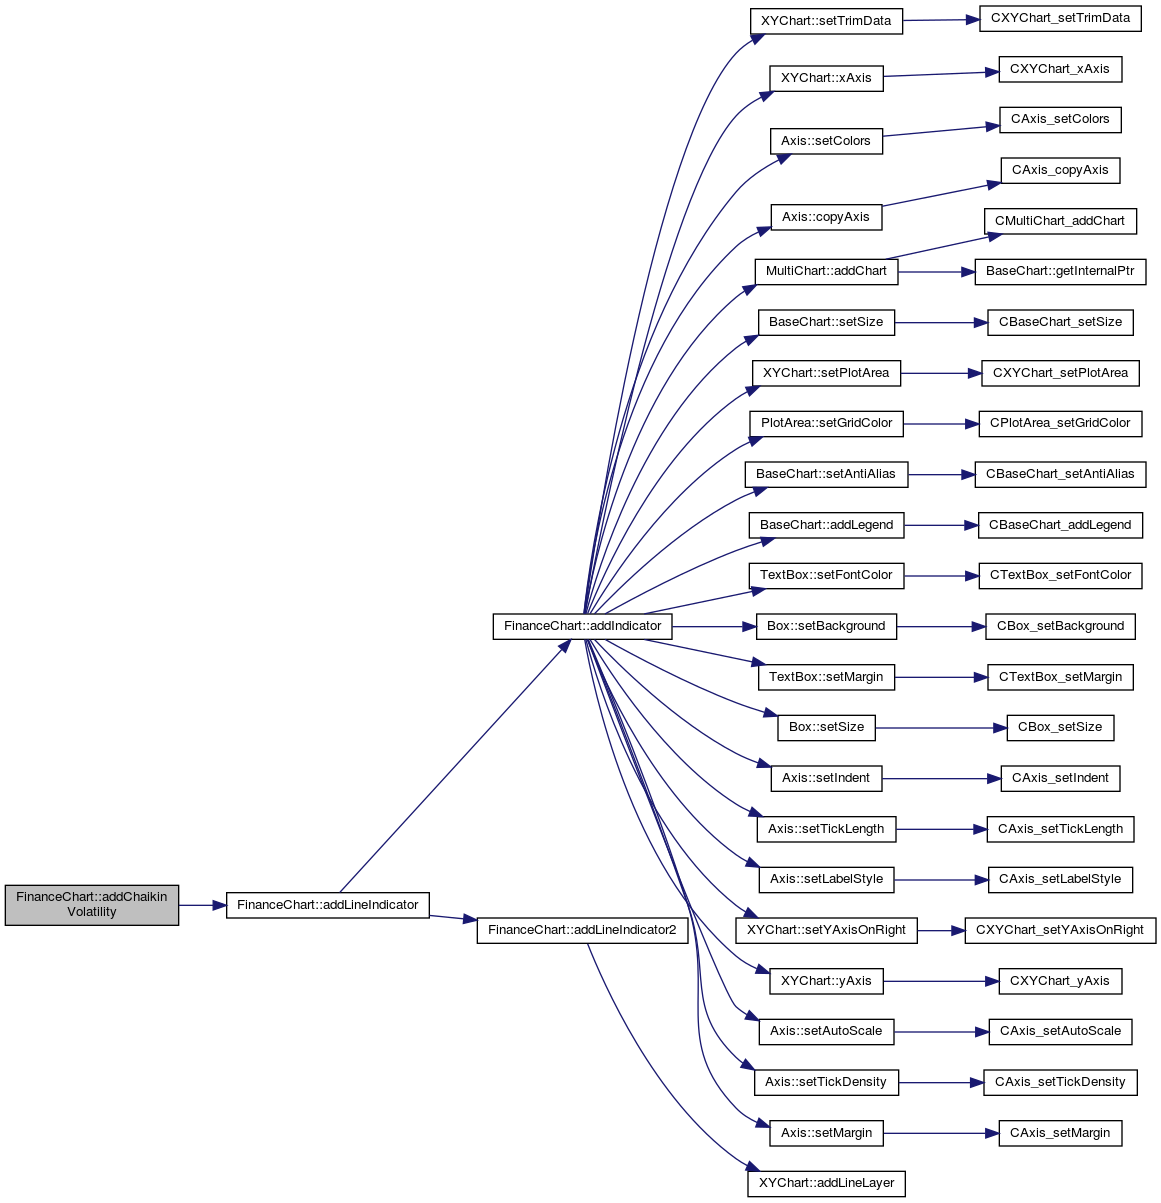 XYChart::setTrimData
CXYChart_setTrimData
XYChart::xAxis
CXYChart_xAxis
Axis::setColors
CAxis_setColors
Axis::copyAxis
CAxis_copyAxis
MultiChart::addChart
CMultiChart_addChart
BaseChart::getInternalPtr
BaseChart::setSize
CBaseChart_setSize
XYChart::setPlotArea
CXYChart_setPlotArea
PlotArea::setGridColor
CPlotArea_setGridColor
BaseChart::setAntiAlias
CBaseChart_setAntiAlias
BaseChart::addLegend
CBaseChart_addLegend
TextBox::setFontColor
CTextBox_setFontColor
FinanceChart::addIndicator
Box::setBackground
CBox_setBackground
TextBox::setMargin
CTextBox_setMargin
Box::setSize
CBox_setSize
Axis::setIndent
CAxis_setIndent
Axis::setTickLength
CAxis_setTickLength
Axis::setLabelStyle
CAxis_setLabelStyle
FinanceChart::addChaikin
Volatility
FinanceChart::addLineIndicator
FinanceChart::addLineIndicator2
XYChart::setYAxisOnRight
CXYChart_setYAxisOnRight
XYChart::yAxis
CXYChart_yAxis
Axis::setAutoScale
CAxis_setAutoScale
Axis::setTickDensity
CAxis_setTickDensity
Axis::setMargin
CAxis_setMargin
XYChart::addLineLayer